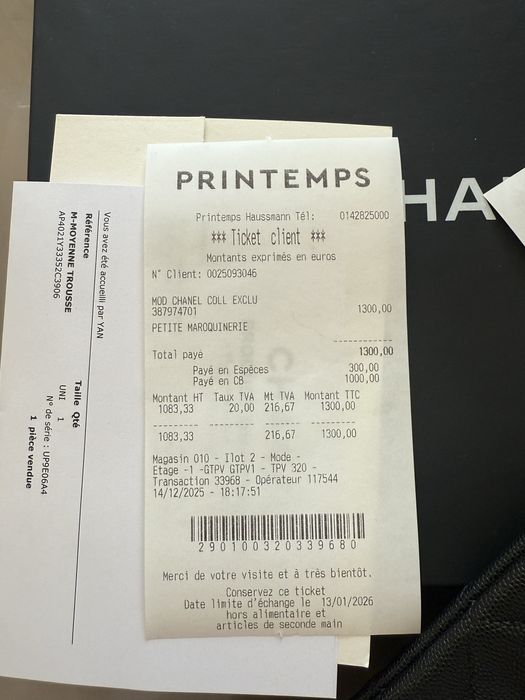 PRINTEMPS
Printemps Haussmann Tél: 0142825000
*** Ticket client ***
Montants exprimés en euros
N° Client: 0025093046
MOD CHANEL COLL EXCLU
387974701 1300,00
PETITE MAROQUINERIE
------------
Total payé 1300,00
Payé en Espèces 300,00
Payé en CB 1000,00
Montant HT Taux TVA Mt TVA Montant TTC
1083,33 20,00 216,67 1300,00
--------- -------- ---------
1083,33 216,67 1300,00
Magasin 010 - Ilot 2 - Mode -
Etage -1 -GTPV GTPV1 - TPV 320 -
Transaction 33968 - Opérateur 117544
14/12/2025 - 18:17:51
290100320339680
Merci de votre visite et à très bientôt.
Conservez ce ticket
Date limite d'échange le 13/01/2026
hors alimentaire et
articles de seconde main
Vous avez été accueilli par YAN
Référence Taille Qté
M-MOYENNE TROUSSE UNI 1
AP4021Y33352C3906 N° de série : UP9E06A4
1 pièce vendue
HA